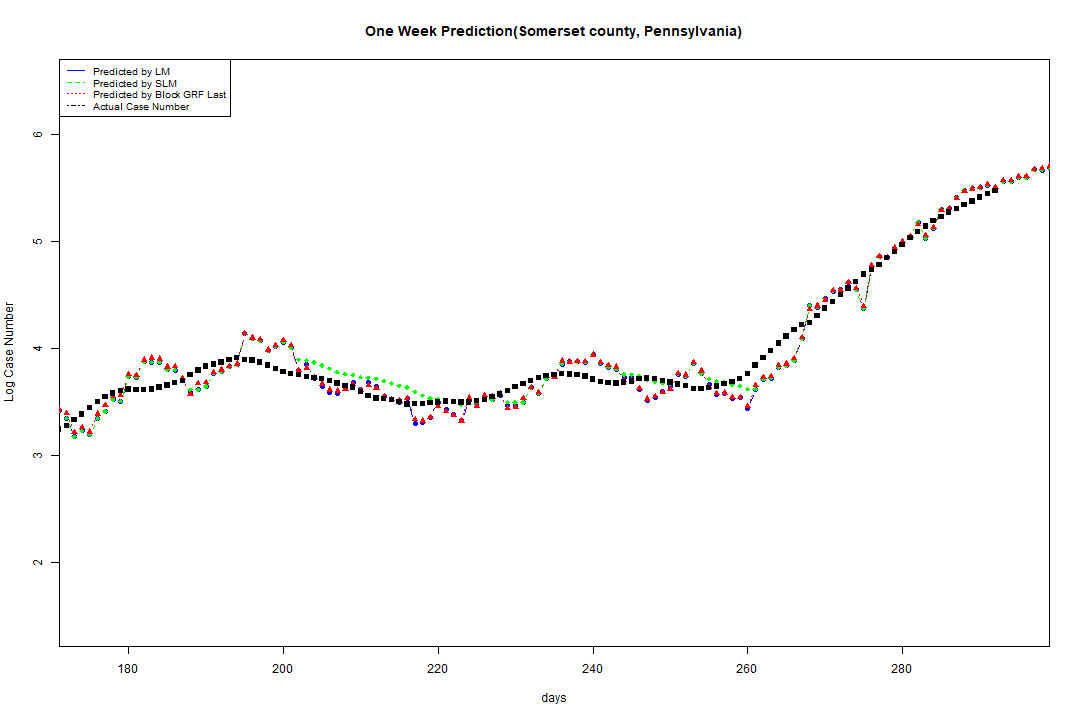 One Week Prediction(Somerset county, Pennsylvania)
Predicted by LM
Predicted by SLM
Predicted by Block GRF Last
Actual Case Number
6
5
4
3
2
Log Case Number
180 200 220 240 260 280
days